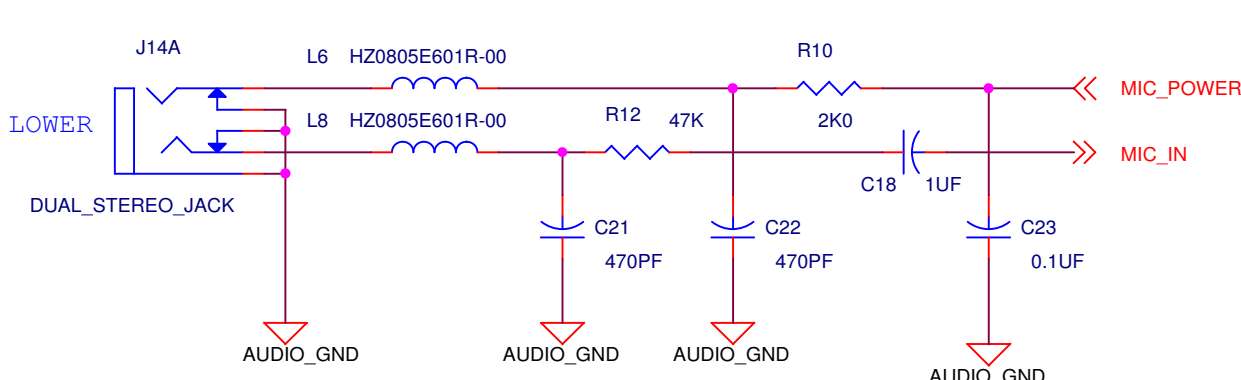 J14A
L6 HZ0805E601R-00
R10
MIC_POWER
LOWER
L8 HZ0805E601R-00
R12 47K
2K0
MIC_IN
C18 1UF
DUAL_STEREO_JACK
C21
470PF
C22
470PF
C23
0.1UF
AUDIO_GND
AUDIO_GND
AUDIO_GND
AUDIO_GND